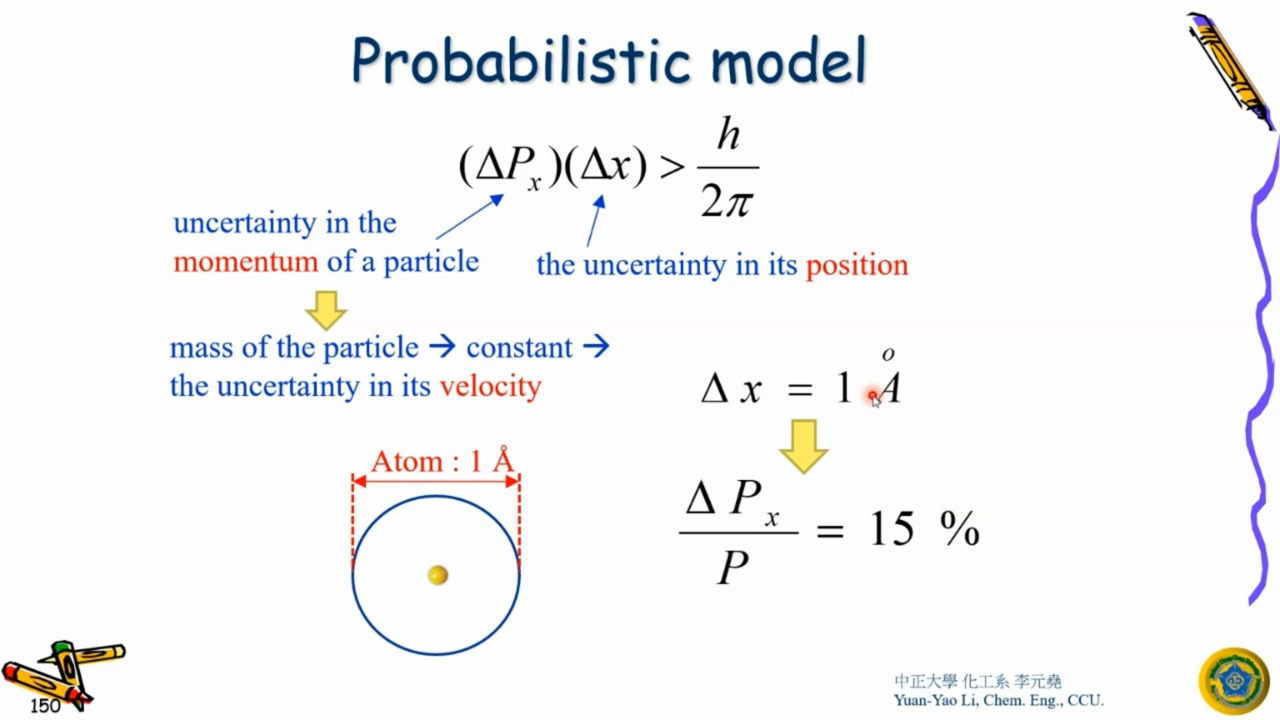 Probabilistic model
(ΔPₓ)(Δx) > h/2π
uncertainty in the
momentum of a particle
the uncertainty in its position
mass of the particle → constant →
the uncertainty in its velocity
Δ x = 1 Å
Atom : 1 Å
Δ Pₓ / P = 15 %
150
中正大學 化工系 李元堯
Yuan-Yao Li, Chem. Eng., CCU.